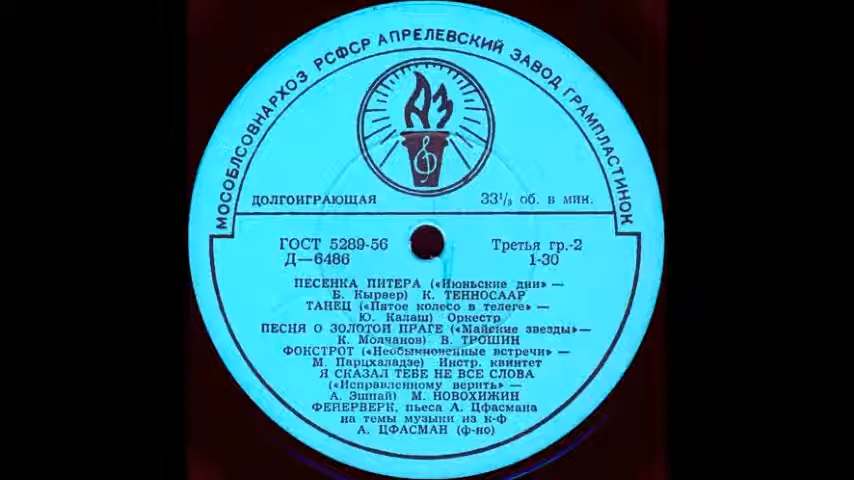 МОСОБЛСОВНАРХОЗ РСФСР АПРЕЛЕВСКИЙ ЗАВОД ГРАМПЛАСТИНОК
АЗ
ДОЛГОИГРАЮЩАЯ 33⅓ об. в мин.
ГОСТ 5289-56 Третья гр.-2
Д—6486 1-30
ПЕСЕНКА ПИТЕРА («Июньские дни» —
Б. Кырвер) К. ТЕННОСААР
ТАНЕЦ («Пятое колесо в телеге» —
Ю. Калаш) Оркестр
ПЕСНЯ О ЗОЛОТОЙ ПРАГЕ («Майские звезды»—
К. Молчанов) В. ТРОШИН
ФОКСТРОТ («Необыкновенные встречи» —
М. Парцхаладзе) Инстр. квинтет
Я СКАЗАЛ ТЕБЕ НЕ ВСЕ СЛОВА
(«Исправленному верить» —
А. Эшпай) М. НОВОХИЖИН
ФЕЙЕРВЕРК, пьеса А. Цфасмана
на темы музыки из к-ф
А. ЦФАСМАН (ф-но)